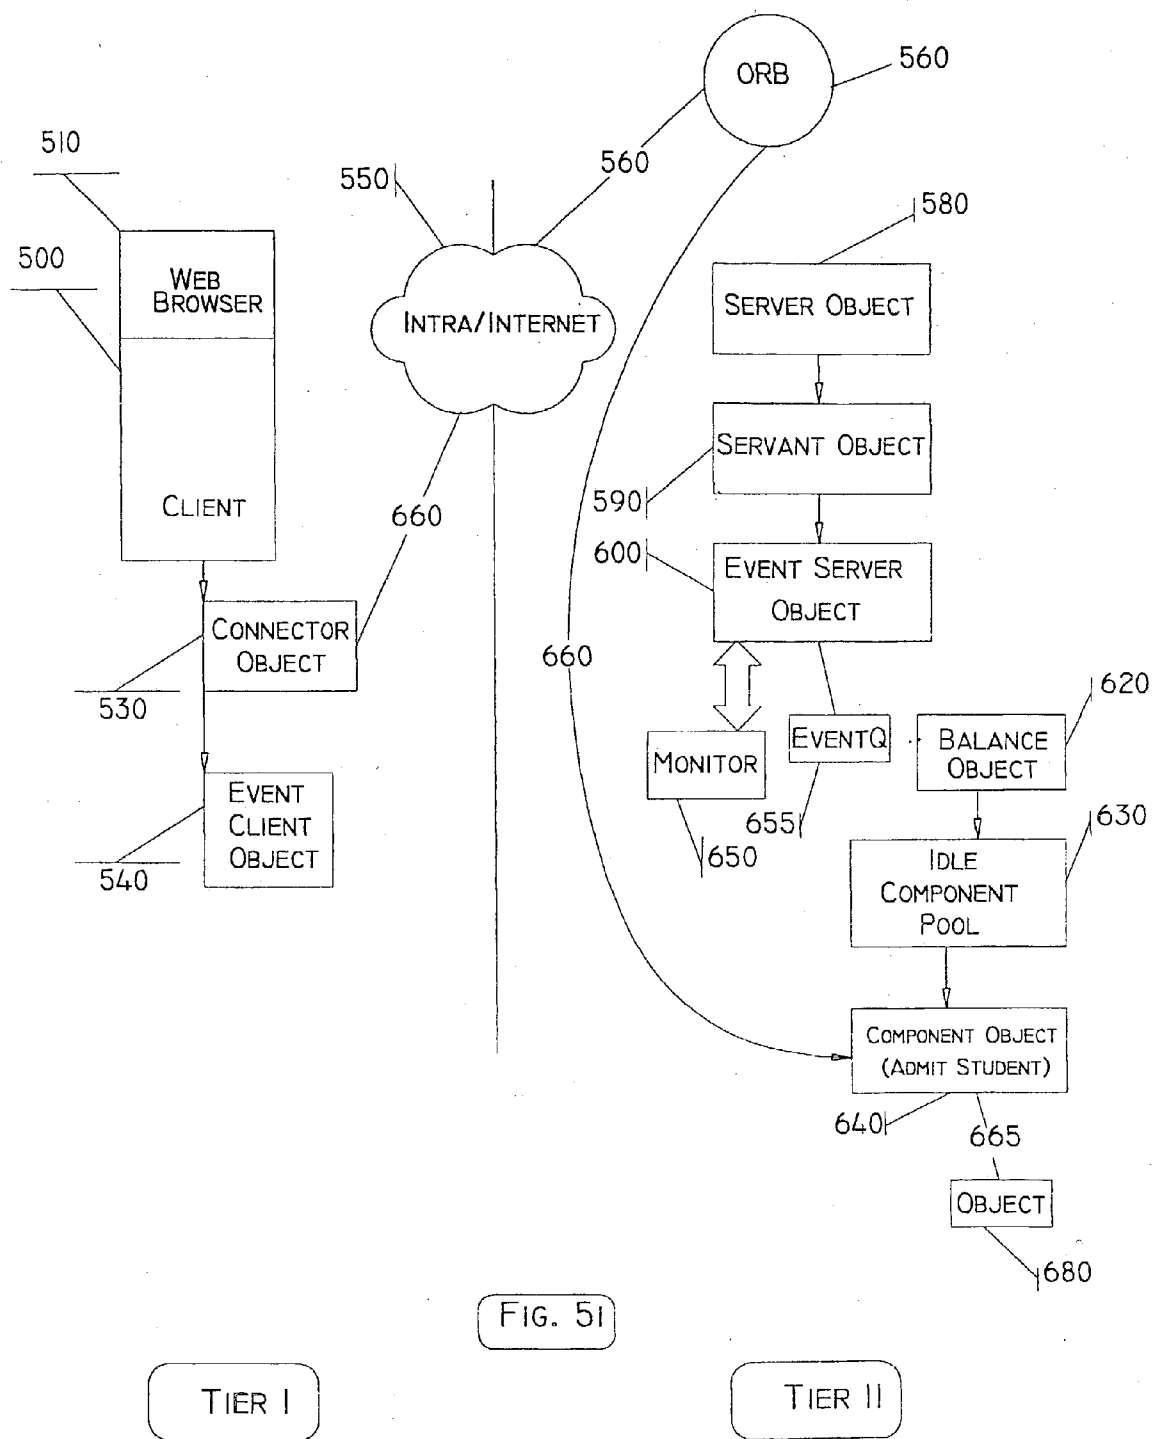 ORB
560
510
550
560
580
500
WEB
BROWSER
INTRA/INTERNET
SERVER OBJECT
SERVANT OBJECT
CLIENT
590
660
600
EVENT SERVER
OBJECT
CONNECTOR
OBJECT
660
530
620
EVENTQ
BALANCE
OBJECT
MONITOR
EVENT
CLIENT
OBJECT
655
630
650
540
IDLE
COMPONENT
POOL
COMPONENT OBJECT
(ADMIT STUDENT)
640
665
OBJECT
680
FIG. 5I
TIER I
TIER II